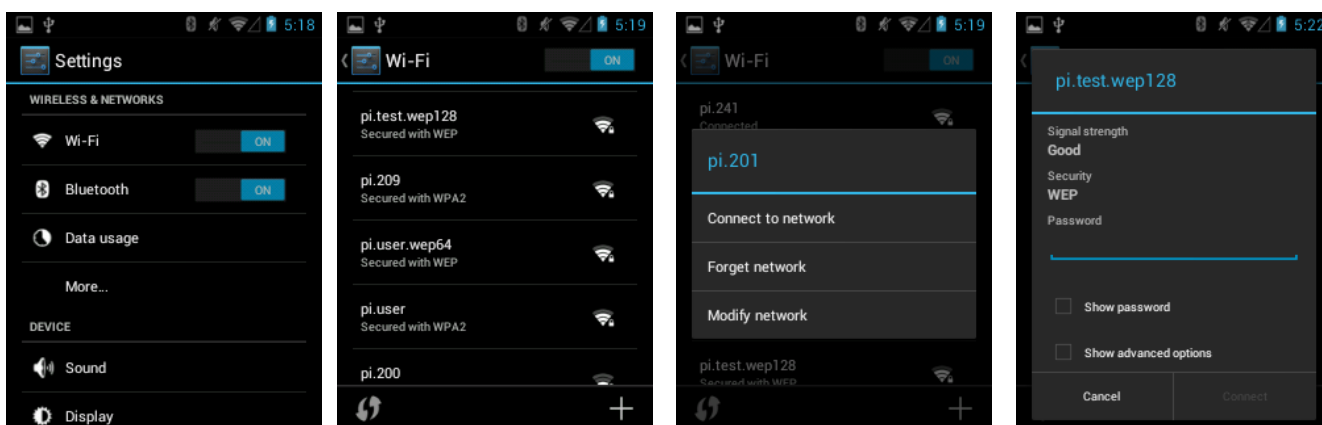 5:18
Settings
WIRELESS & NETWORKS
Wi-Fi ON
Bluetooth ON
Data usage
More...
DEVICE
Sound
Display
5:19
Wi-Fi ON
pi.test.wep128
Secured with WEP
pi.209
Secured with WPA2
pi.user.wep64
Secured with WEP
pi.user
Secured with WPA2
pi.200
5:19
Wi-Fi ON
pi.241
Connected
pi.201
Connect to network
Forget network
Modify network
pi.test.wep128
Secured with WEP
5:22
pi.test.wep128
Signal strength
Good
Security
WEP
Password
Show password
Show advanced options
Cancel Connect